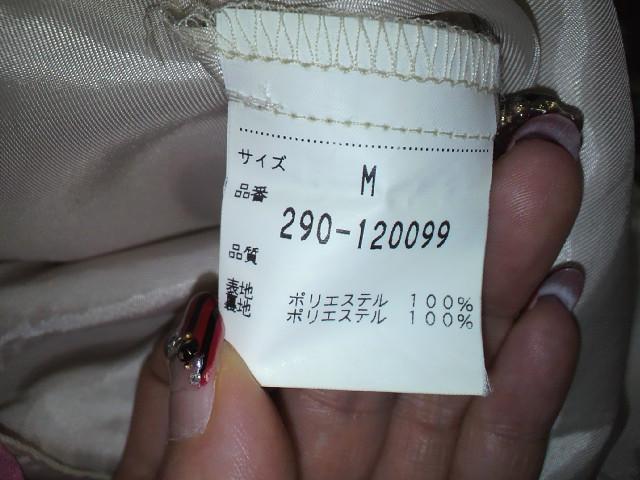 サイズ M
品番
290-120099
品質
表地 ポリエステル 100%
裏地 ポリエステル 100%